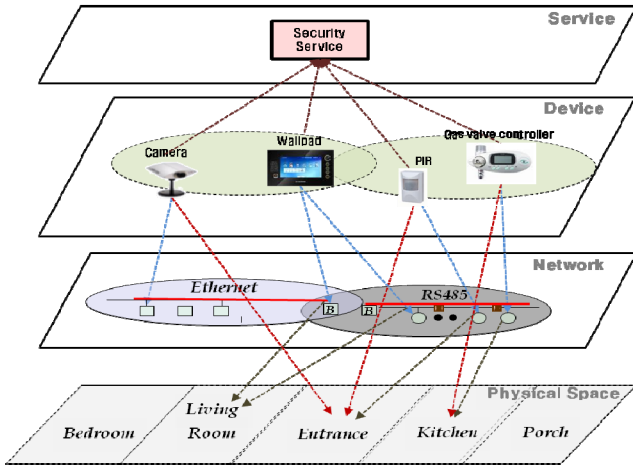 Service
Security
Service
Device
Camera
Wallpad
PIR
Gas valve controller
Network
Ethernet
RS485
B
B
Physical Space
Bedroom
Living
Room
Entrance
Kitchen
Porch